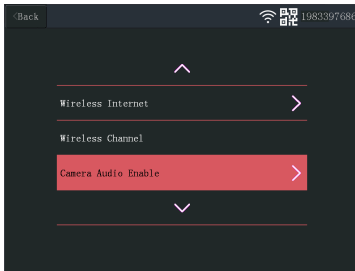 Back
1983397686
Wireless Internet
Wireless Channel
Camera Audio Enable